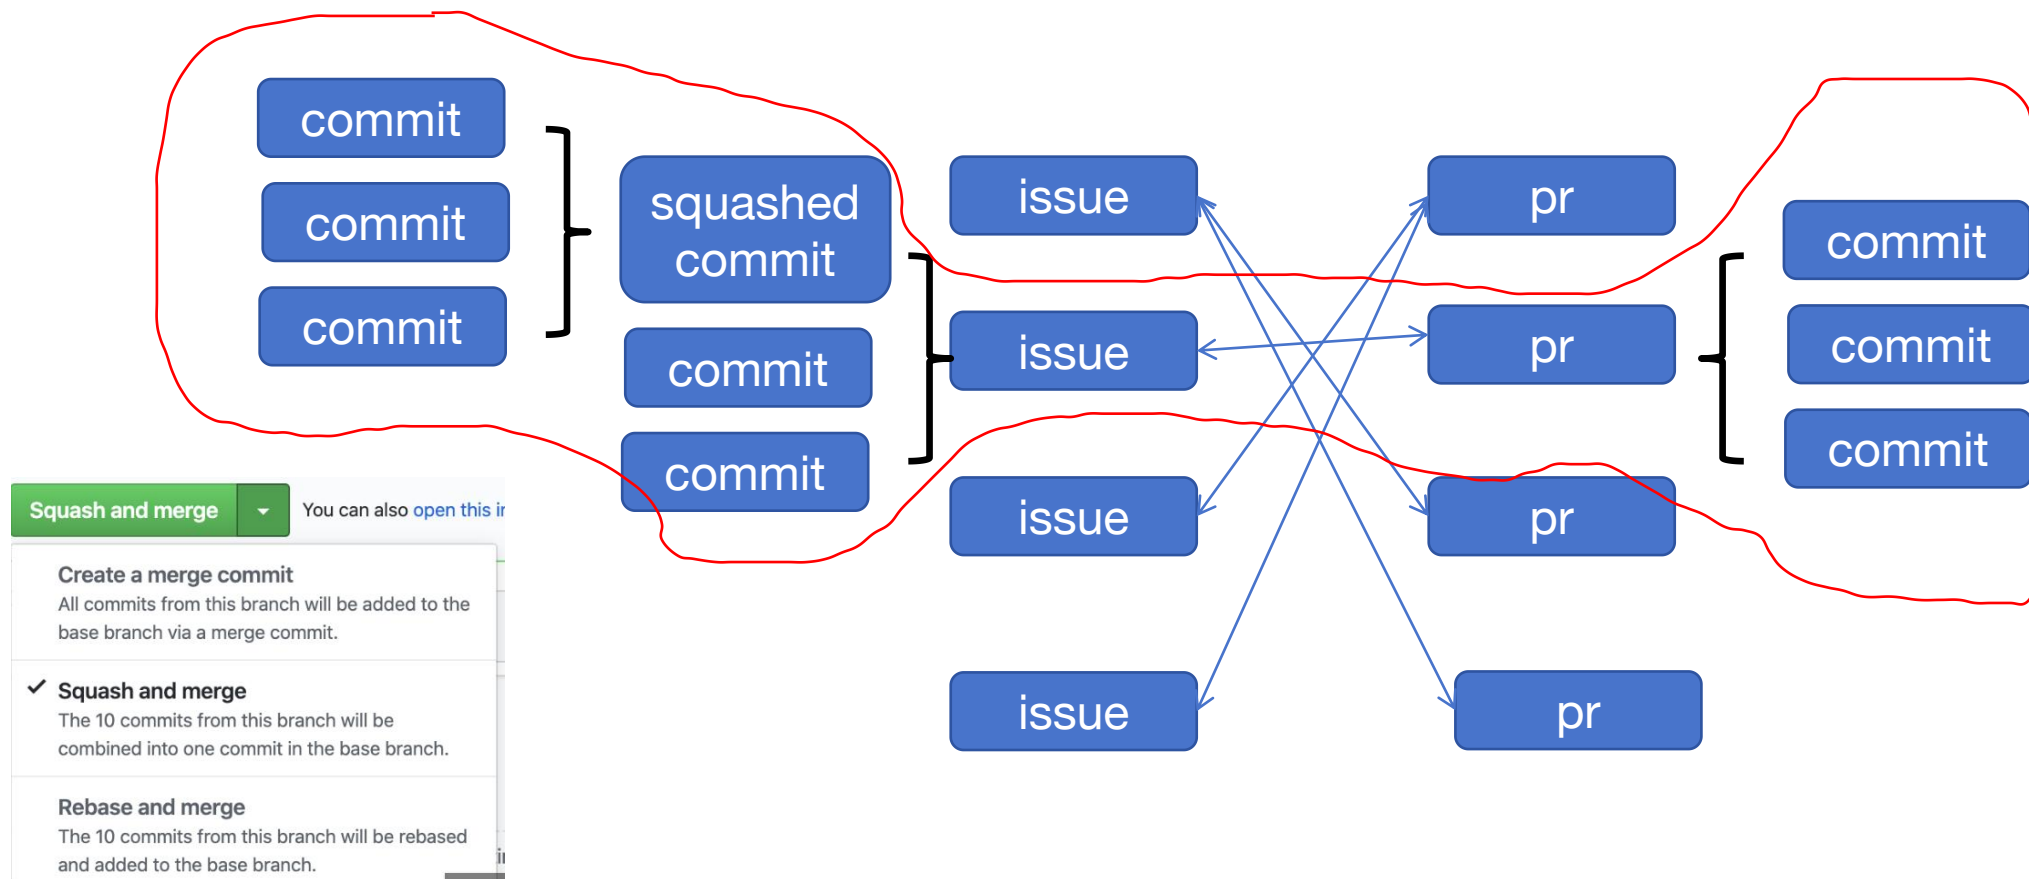 commit
commit
commit
squashed
commit
commit
commit
issue
issue
issue
issue
pr
pr
pr
pr
commit
commit
commit
Squash and merge
You can also open this
Create a merge commit
All commits from this branch will be added to the
base branch via a merge commit.
Squash and merge
The 10 commits from this branch will be
combined into one commit in the base branch.
Rebase and merge
The 10 commits from this branch will be rebased
and added to the base branch.